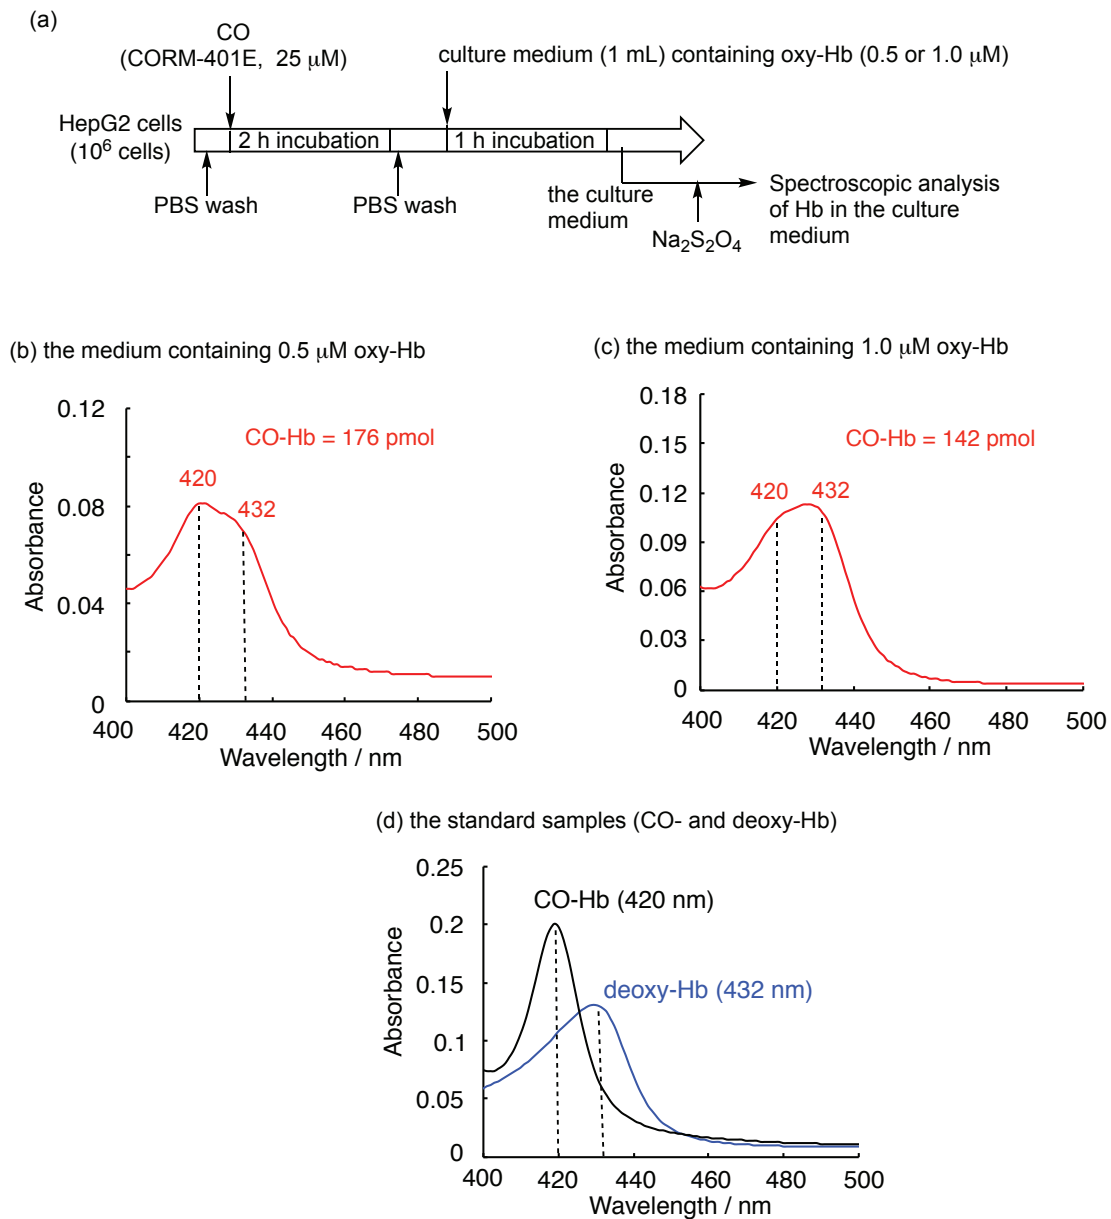 (a)
CO
(CORM-401E, 25 μM)
culture medium (1 mL) containing oxy-Hb (0.5 or 1.0 μM)
HepG2 cells
(10⁶ cells)
2 h incubation
1 h incubation
PBS wash
PBS wash
the culture
medium
Na₂S₂O₄
Spectroscopic analysis
of Hb in the culture
medium
(b) the medium containing 0.5 μM oxy-Hb
0.12
0.08
0.04
0
Absorbance
CO-Hb = 176 pmol
420
432
400 420 440 460 480 500
Wavelength / nm
(c) the medium containing 1.0 μM oxy-Hb
0.18
0.15
0.12
0.09
0.06
0.03
0
Absorbance
CO-Hb = 142 pmol
420
432
400 420 440 460 480 500
Wavelength / nm
(d) the standard samples (CO- and deoxy-Hb)
0.25
0.2
0.15
0.1
0.05
0
Absorbance
CO-Hb (420 nm)
deoxy-Hb (432 nm)
400 420 440 460 480 500
Wavelength / nm